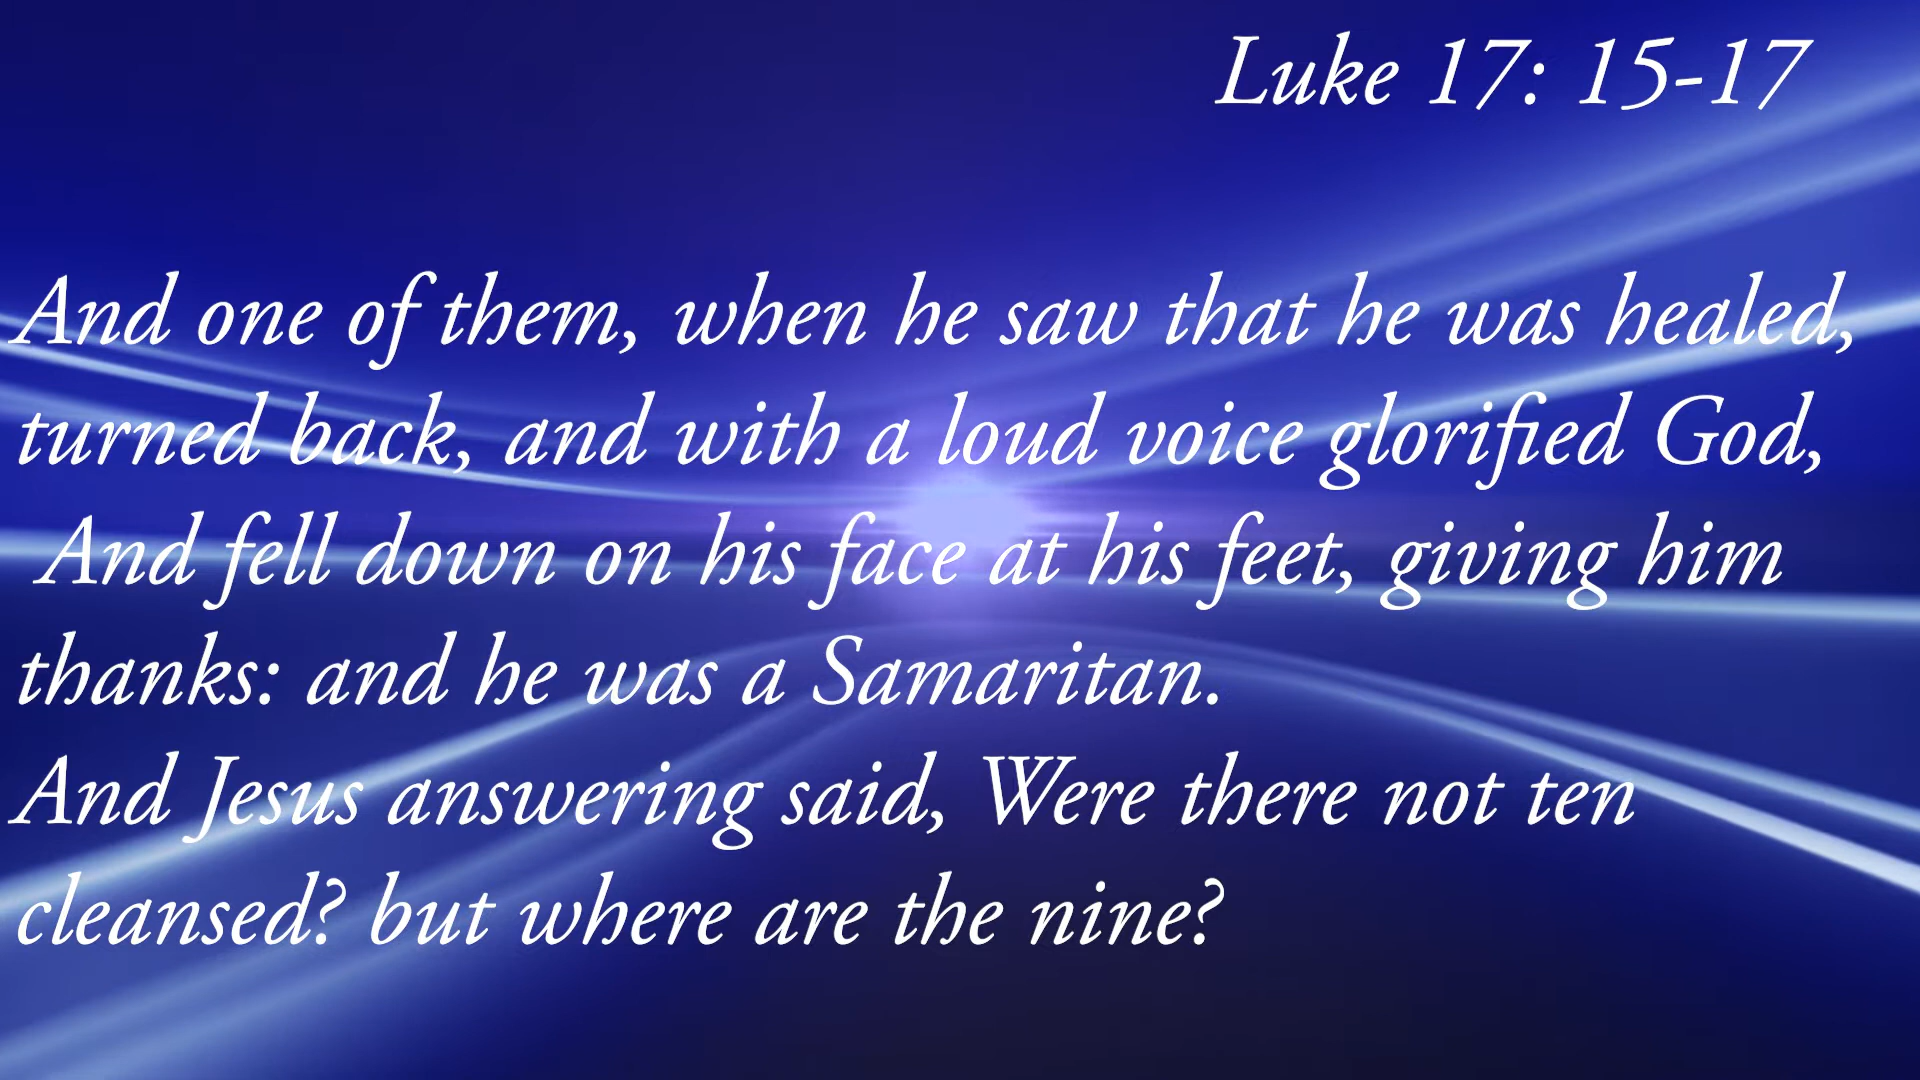 Luke 17: 15-17
And one of them, when he saw that he was healed,
turned back, and with a loud voice glorified God,
And fell down on his face at his feet, giving him
thanks: and he was a Samaritan.
And Jesus answering said, Were there not ten
cleansed? but where are the nine?